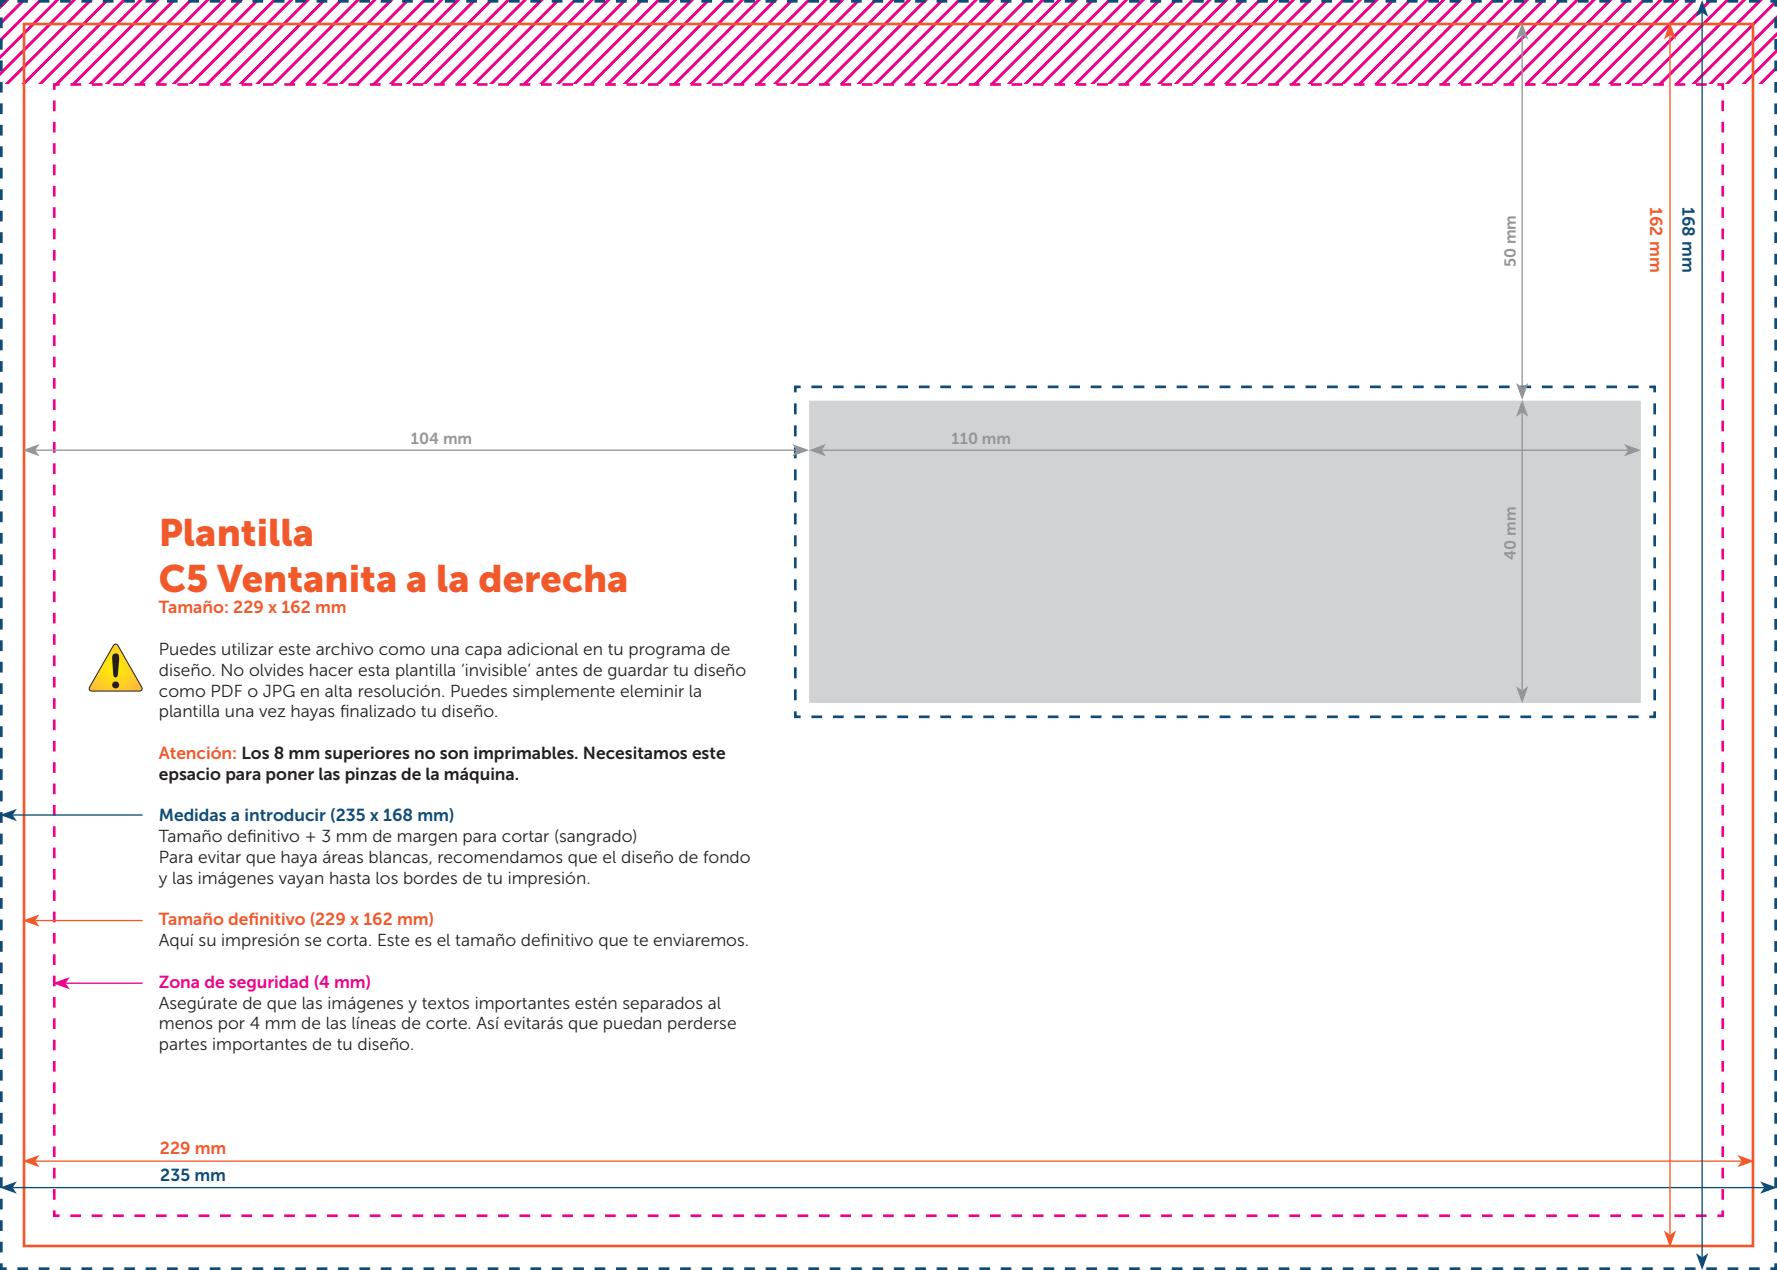 50 mm
162 mm
168 mm
104 mm
110 mm
40 mm
Plantilla
C5 Ventanita a la derecha
Tamaño: 229 x 162 mm
Puedes utilizar este archivo como una capa adicional en tu programa de
diseño. No olvides hacer esta plantilla ‘invisible’ antes de guardar tu diseño
como PDF o JPG en alta resolución. Puedes simplemente eleminir la
plantilla una vez hayas finalizado tu diseño.
Atención: Los 8 mm superiores no son imprimables. Necesitamos este
epsacio para poner las pinzas de la máquina.
Medidas a introducir (235 x 168 mm)
Tamaño definitivo + 3 mm de margen para cortar (sangrado)
Para evitar que haya áreas blancas, recomendamos que el diseño de fondo
y las imágenes vayan hasta los bordes de tu impresión.
Tamaño definitivo (229 x 162 mm)
Aquí su impresión se corta. Este es el tamaño definitivo que te enviaremos.
Zona de seguridad (4 mm)
Asegúrate de que las imágenes y textos importantes estén separados al
menos por 4 mm de las líneas de corte. Así evitarás que puedan perderse
partes importantes de tu diseño.
229 mm
235 mm